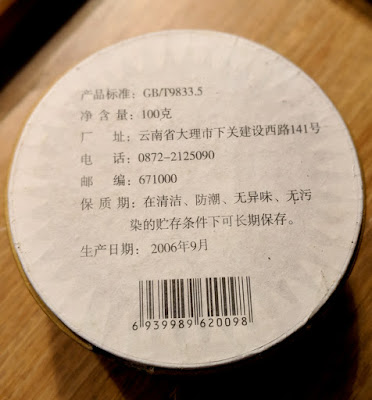 产品标准：GB/T9833.5
净 含 量：100克
厂　　址：云南省大理市下关建设西路141号
电　　话：0872-2125090
邮　　编：671000
保 质 期：在清洁、防潮、无异味、无污
染的贮存条件下可长期保存。
生产日期：2006年9月
6 939989 620098